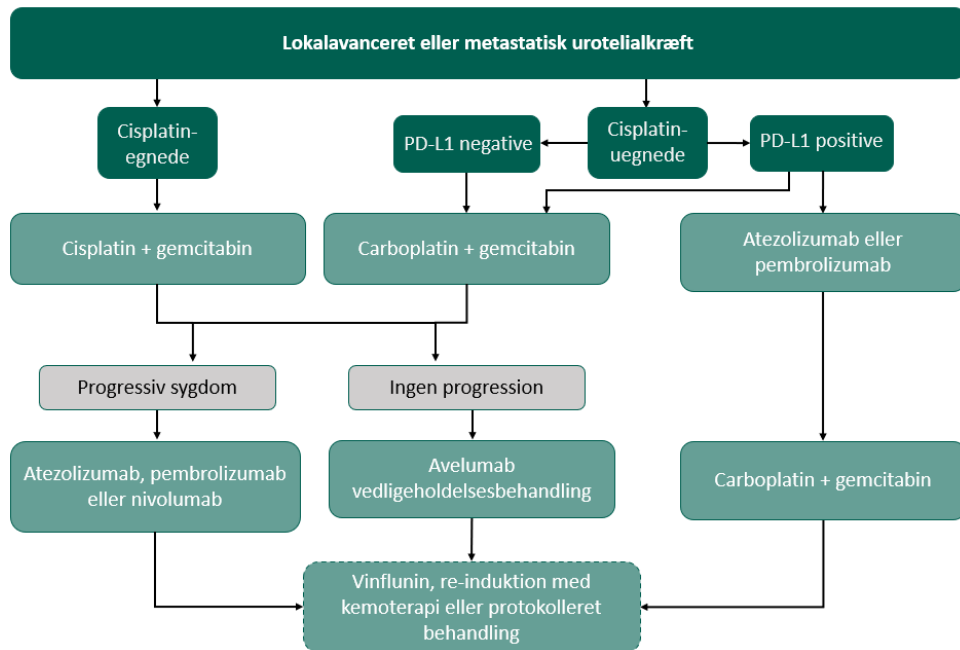 Lokalavanceret eller metastatisk urotelialkræft
Cisplatin-
egnede
PD-L1 negative
Cisplatin-
uegnede
PD-L1 positive
Cisplatin + gemcitabin
Carboplatin + gemcitabin
Atezolizumab eller
pembrolizumab
Progressiv sygdom
Ingen progression
Atezolizumab, pembrolizumab
eller nivolumab
Avelumab
vedligeholdelsesbehandling
Carboplatin + gemcitabin
Vinflunin, re-induktion med
kemoterapi eller protokolleret
behandling